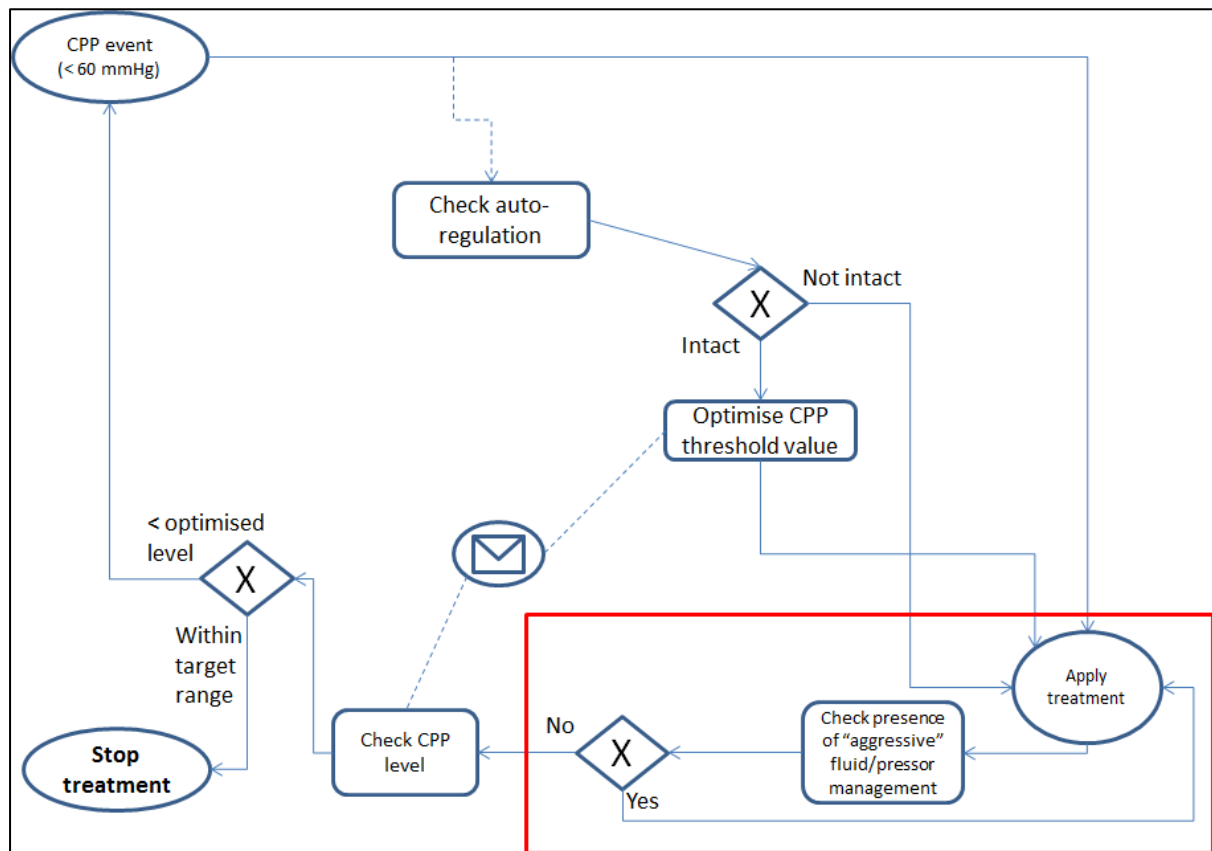 CPP event
(< 60 mmHg)
Check auto-
regulation
X
Not intact
Intact
Optimise CPP
threshold value
< optimised
level
X
Within
target
range
Stop
treatment
Check CPP
level
No
X
Yes
Check presence
of “aggressive”
fluid/pressor
management
Apply
treatment